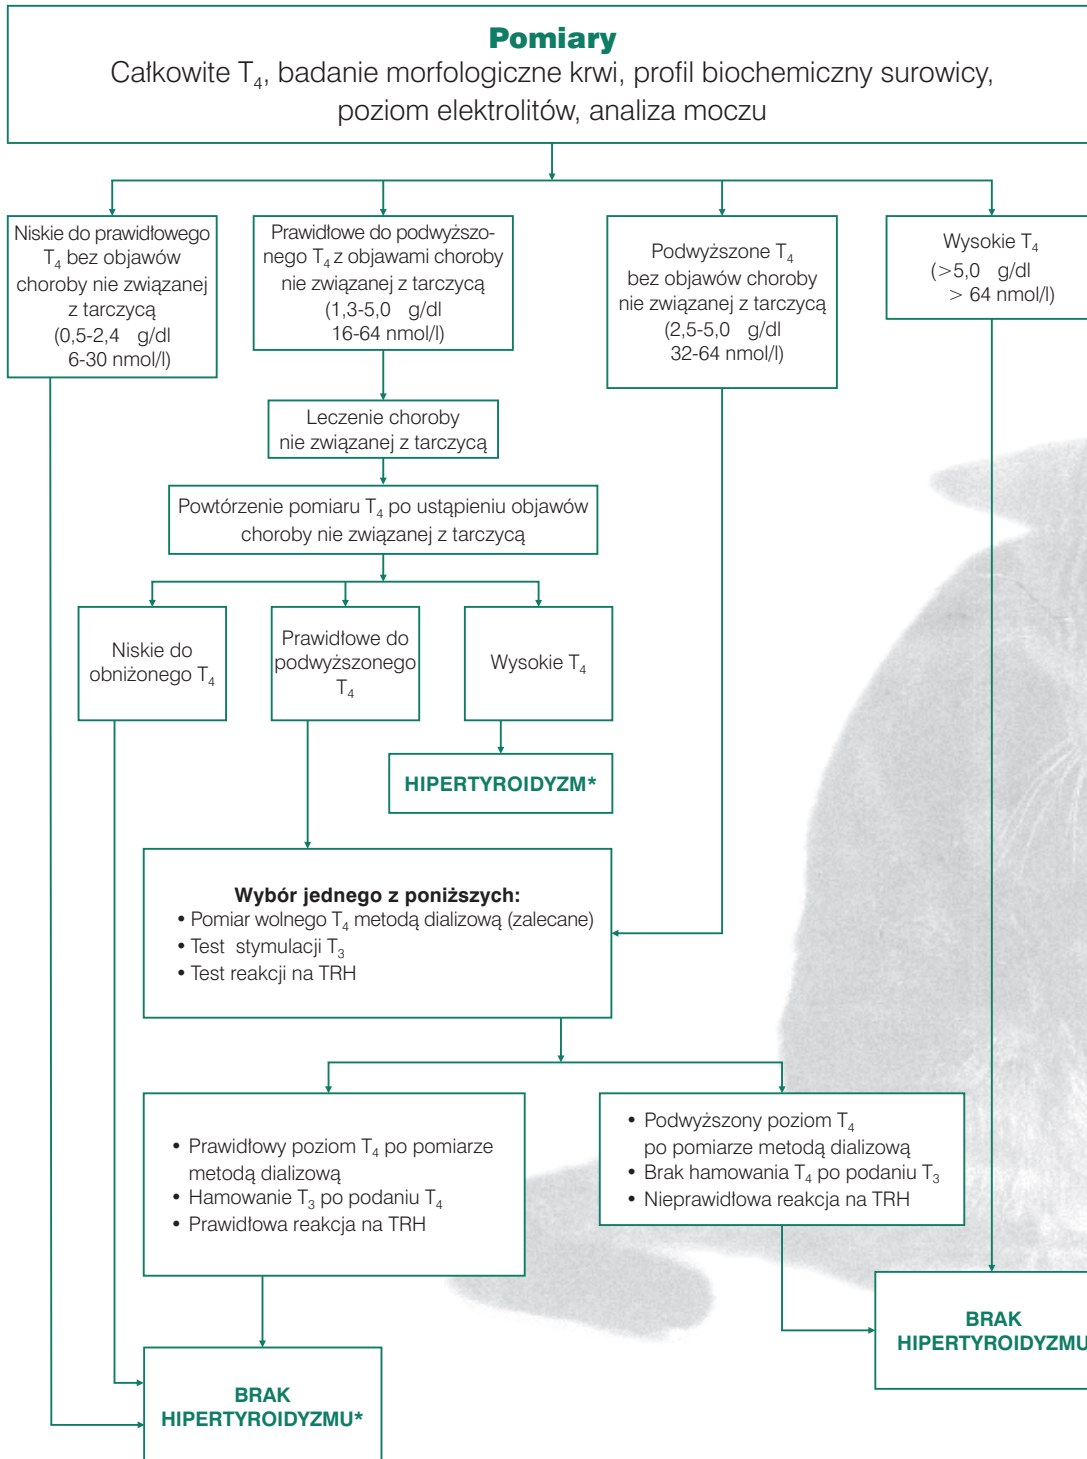 Pomiary
Całkowite T4, badanie morfologiczne krwi, profil biochemiczny surowicy,
poziom elektrolitów, analiza moczu
Niskie do prawidłowego
T4 bez objawów
choroby nie związanej
z tarczycą
(0,5-2,4 g/dl
6-30 nmol/l)
Prawidłowe do podwyższo-
nego T4 z objawami choroby
nie związanej z tarczycą
(1,3-5,0 g/dl
16-64 nmol/l)
Podwyższone T4
bez objawów choroby
nie związanej z tarczycą
(2,5-5,0 g/dl
32-64 nmol/l)
Wysokie T4
(>5,0 g/dl
> 64 nmol/l)
Leczenie choroby
nie związanej z tarczycą
Powtórzenie pomiaru T4 po ustąpieniu objawów
choroby nie związanej z tarczycą
Niskie do
obniżonego T4
Prawidłowe do
podwyższonego
T4
Wysokie T4
HIPERTYROIDYZM*
Wybór jednego z poniższych:
• Pomiar wolnego T4 metodą dializową (zalecane)
• Test stymulacji T3
• Test reakcji na TRH
• Prawidłowy poziom T4 po pomiarze
metodą dializową
• Hamowanie T3 po podaniu T4
• Prawidłowa reakcja na TRH
• Podwyższony poziom T4
po pomiarze metodą dializową
• Brak hamowania T4 po podaniu T3
• Nieprawidłowa reakcja na TRH
BRAK
HIPERTYROIDYZMU
BRAK
HIPERTYROIDYZMU*